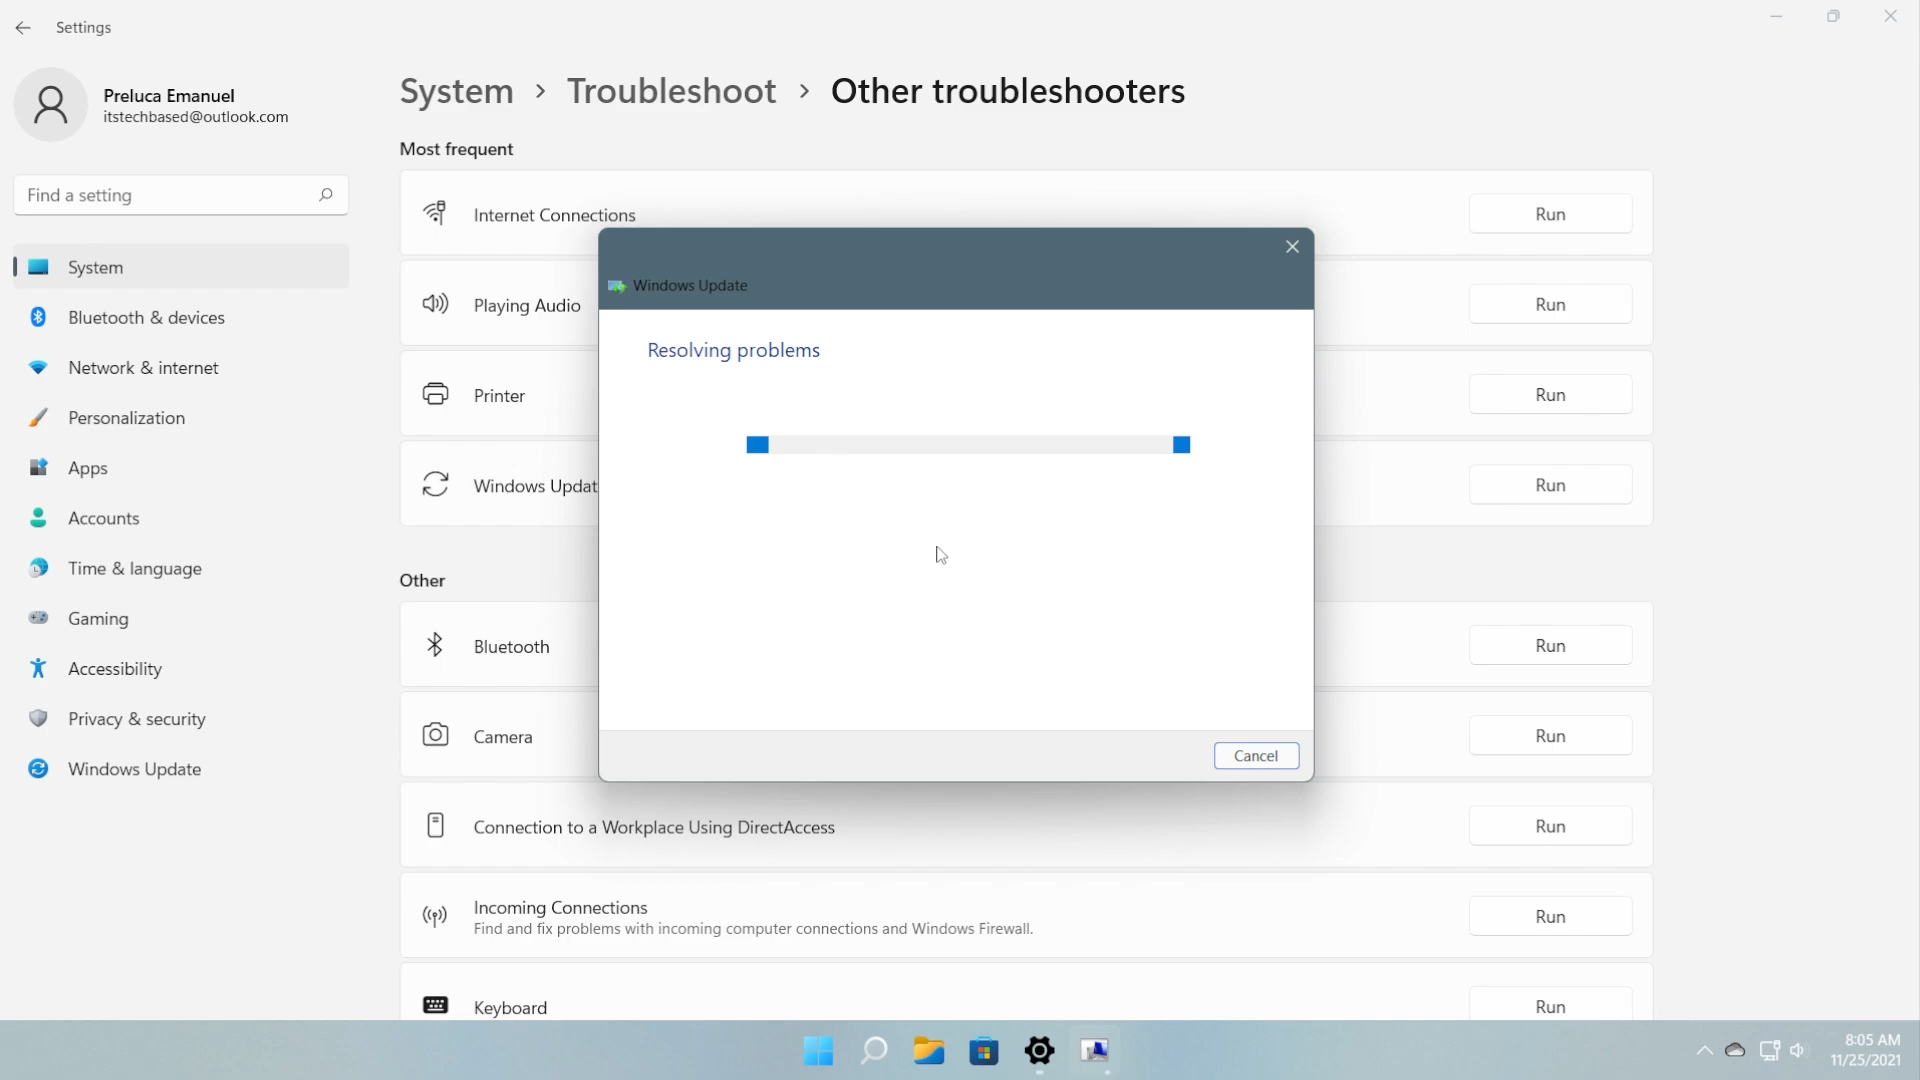 Settings
Preluca Emanuel
itstechbased@outlook.com
Find a setting
System
Bluetooth & devices
Network & internet
Personalization
Apps
Accounts
Time & language
Gaming
Accessibility
Privacy & security
Windows Update
System > Troubleshoot > Other troubleshooters
Most frequent
Internet Connections Run
Playing Audio Run
Printer Run
Windows Updat Run
Other
Bluetooth Run
Camera Run
Connection to a Workplace Using DirectAccess Run
Incoming Connections
Find and fix problems with incoming computer connections and Windows Firewall.
Run
Keyboard Run
Windows Update
Resolving problems
Cancel
8:05 AM
11/25/2021